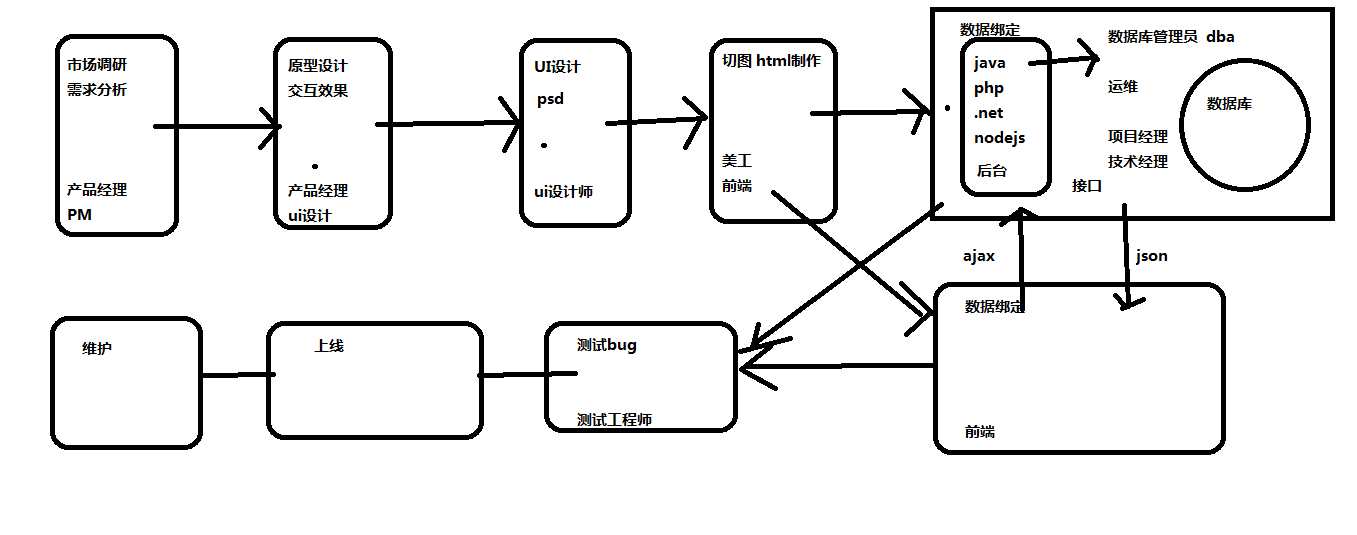 市场调研
需求分析
产品经理
PM
原型设计
交互效果
产品经理
ui设计
UI设计
psd
ui设计师
切图 html制作
美工
前端
数据绑定
java
php
.net
nodejs
后台
数据库管理员 dba
运维
项目经理
技术经理
接口
数据库
ajax
json
数据绑定
前端
测试bug
测试工程师
上线
维护